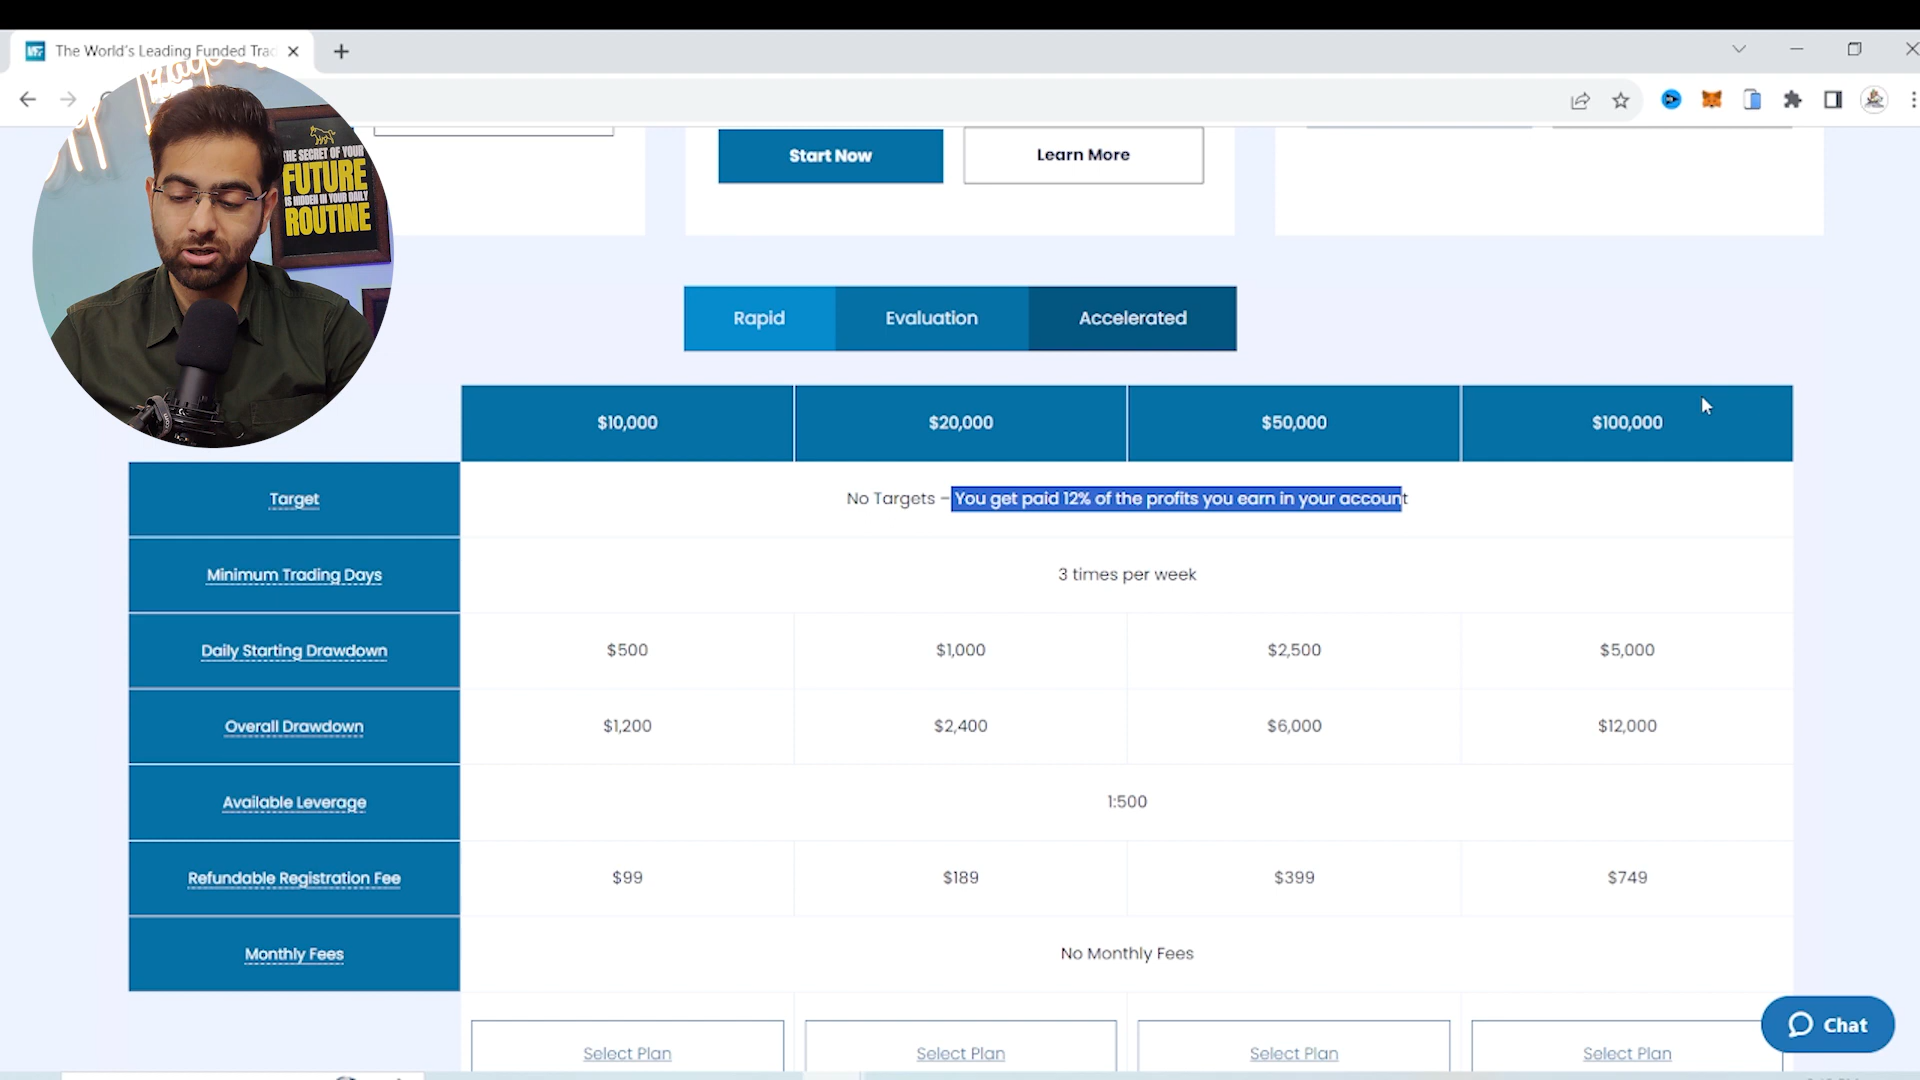 The World's Leading Funded Trad
THE SECRET OF YOUR
FUTURE
IS HIDDEN IN YOUR DAILY
ROUTINE
Start Now
Learn More
Rapid
Evaluation
Accelerated
$10,000
$20,000
$50,000
$100,000
Target
No Targets – You get paid 12% of the profits you earn in your account
Minimum Trading Days
3 times per week
Daily Starting Drawdown
$500
$1,000
$2,500
$5,000
Overall Drawdown
$1,200
$2,400
$6,000
$12,000
Available Leverage
1:500
Refundable Registration Fee
$99
$189
$399
$749
Monthly Fees
No Monthly Fees
Select Plan
Select Plan
Select Plan
Select Plan
Chat